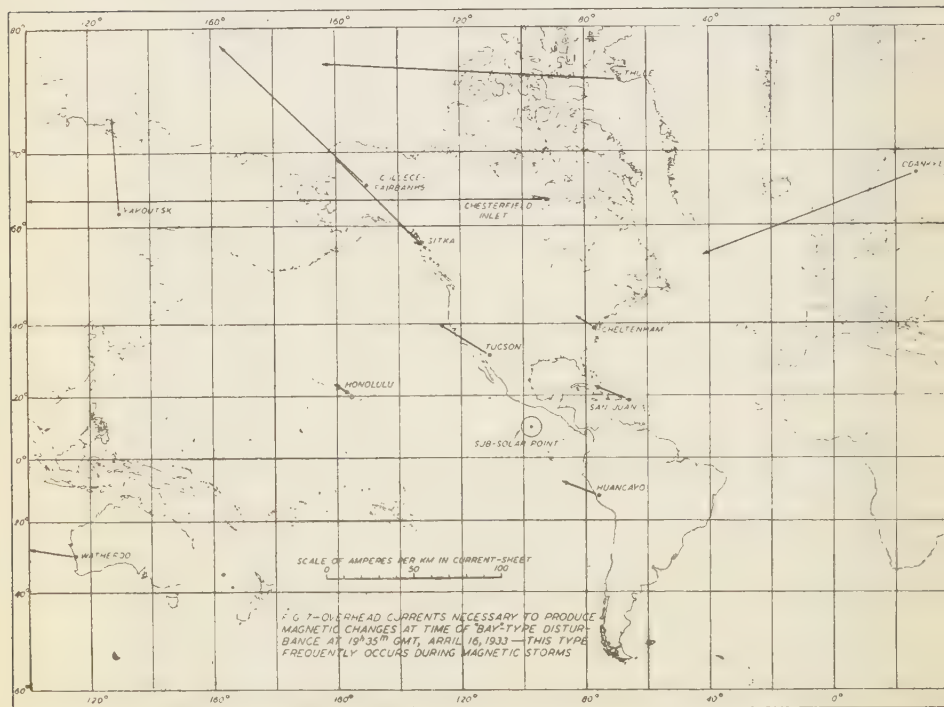 120° 160° 160° 120° 80° 40° 0°
80°
THULE
70°
COLLEGE-
FAIRBANKS
CHESTERFIELD
INLET
YAKOUTSK
60°
SITKA
40°
CHELTENHAM
TUCSON
HONOLULU
20°
SAN JUAN
SUB-SOLAR POINT
0°
HUANCAYO
20°
WATHEROO
SCALE OF AMPERES PER KM IN CURRENT-SHEET
0 50 100
40°
FIG 7—OVERHEAD CURRENTS NECESSARY TO PRODUCE
MAGNETIC CHANGES AT TIME OF "BAY"-TYPE DISTUR-
BANCE AT 19ʰ35ᵐ GMT, APRIL 16, 1933—THIS TYPE
FREQUENTLY OCCURS DURING MAGNETIC STORMS
60°
120° 160° 160° 120° 80° 40° 0°